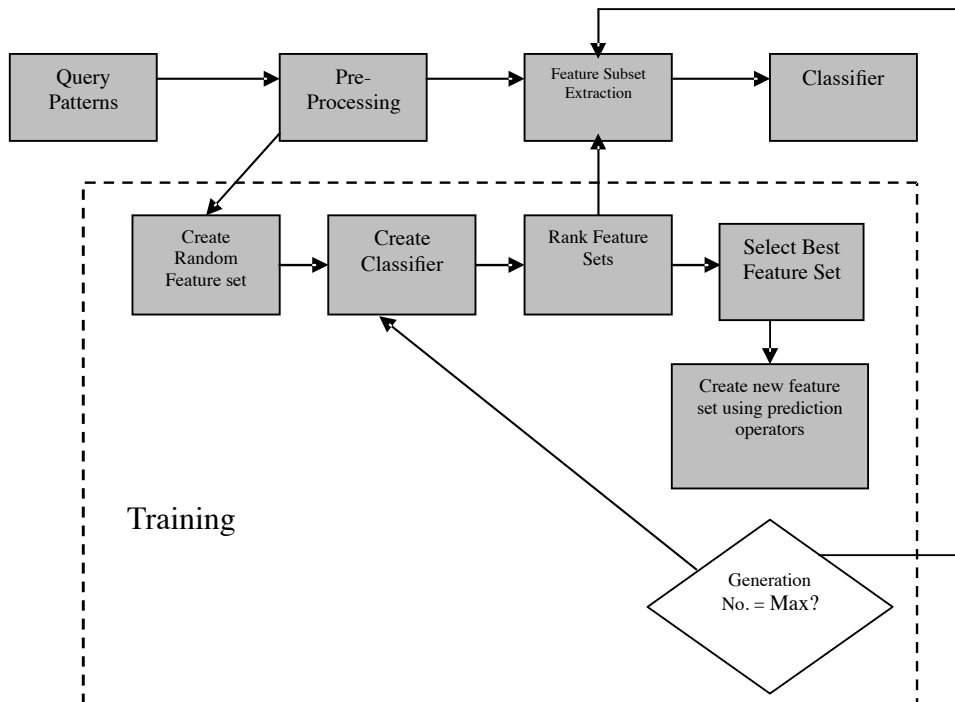 Query
Patterns
Pre-
Processing
Feature Subset
Extraction
Classifier
Create
Random
Feature set
Create
Classifier
Rank Feature
Sets
Select Best
Feature Set
Create new feature
set using prediction
operators
Training
Generation
No. = Max?